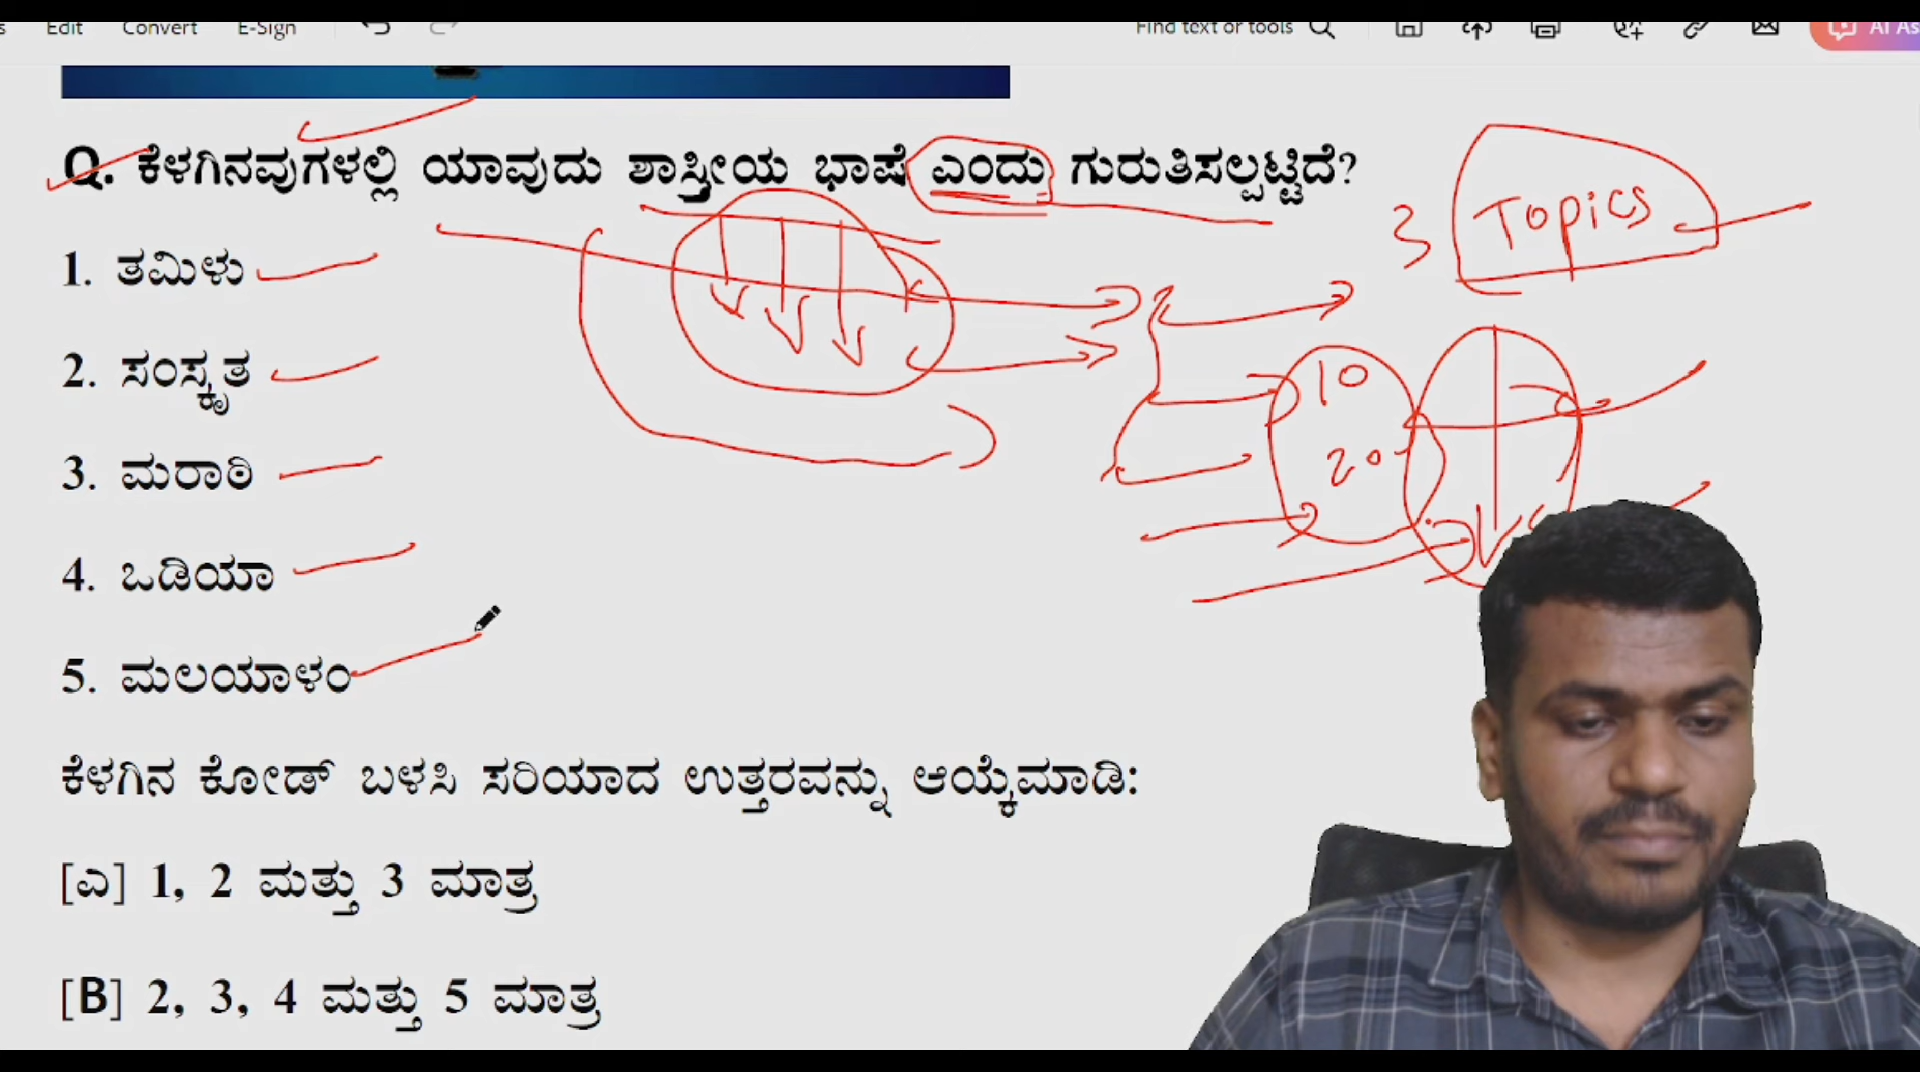 Edit Convert E-Sign Find text or tools AI As
Q. ಕೆಳಗಿನವುಗಳಲ್ಲಿ ಯಾವುದು ಶಾಸ್ತ್ರೀಯ ಭಾಷೆ ಎಂದು ಗುರುತಿಸಲ್ಪಟ್ಟಿದೆ?
3 Topics
1. ತಮಿಳು
2. ಸಂಸ್ಕೃತ
10
3. ಮರಾಠಿ
20
4. ಒಡಿಯಾ
5. ಮಲಯಾಳಂ
ಕೆಳಗಿನ ಕೋಡ್ ಬಳಸಿ ಸರಿಯಾದ ಉತ್ತರವನ್ನು ಆಯ್ಕೆಮಾಡಿ:
[ಎ] 1, 2 ಮತ್ತು 3 ಮಾತ್ರ
[B] 2, 3, 4 ಮತ್ತು 5 ಮಾತ್ರ